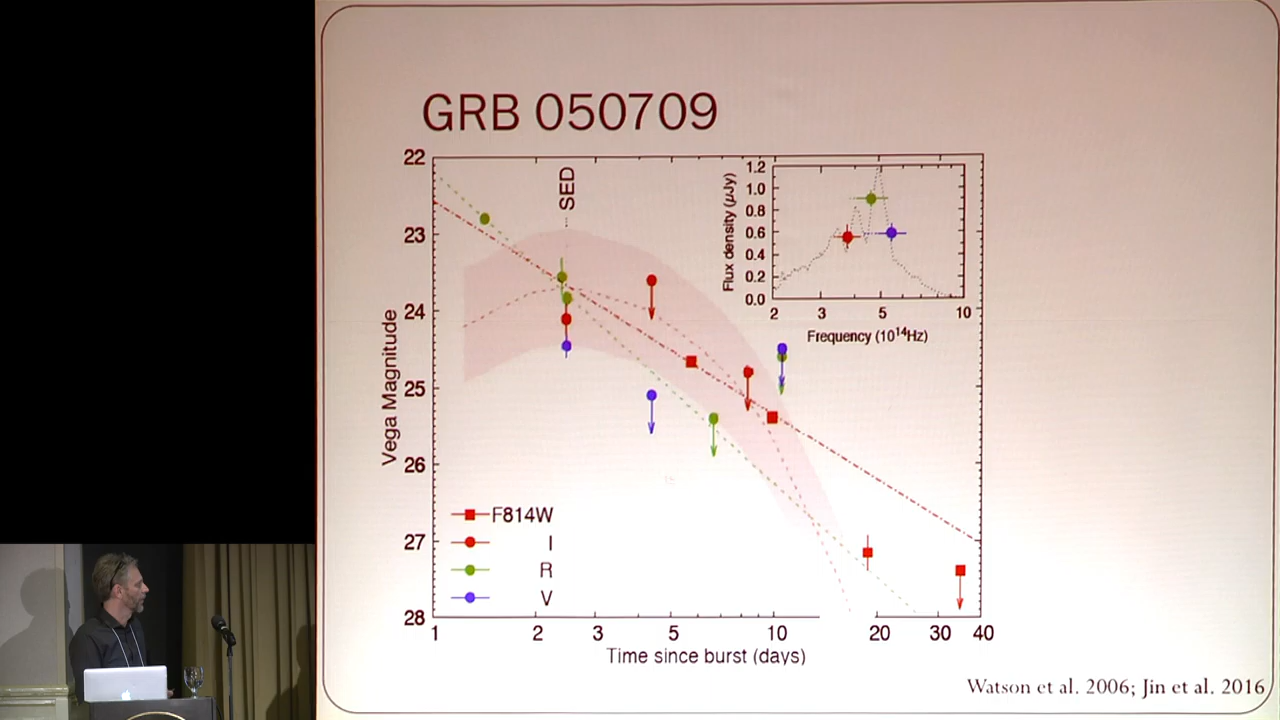 GRB 050709
SED
Vega Magnitude
22
23
24
25
26
27
28
F814W
I
R
V
1 2 3 5 10 20 30 40
Time since burst (days)
Flux density (μJy)
1.2
1.0
0.8
0.6
0.4
0.2
0.0
2 3 5 10
Frequency (10¹⁴Hz)
Watson et al. 2006; Jin et al. 2016